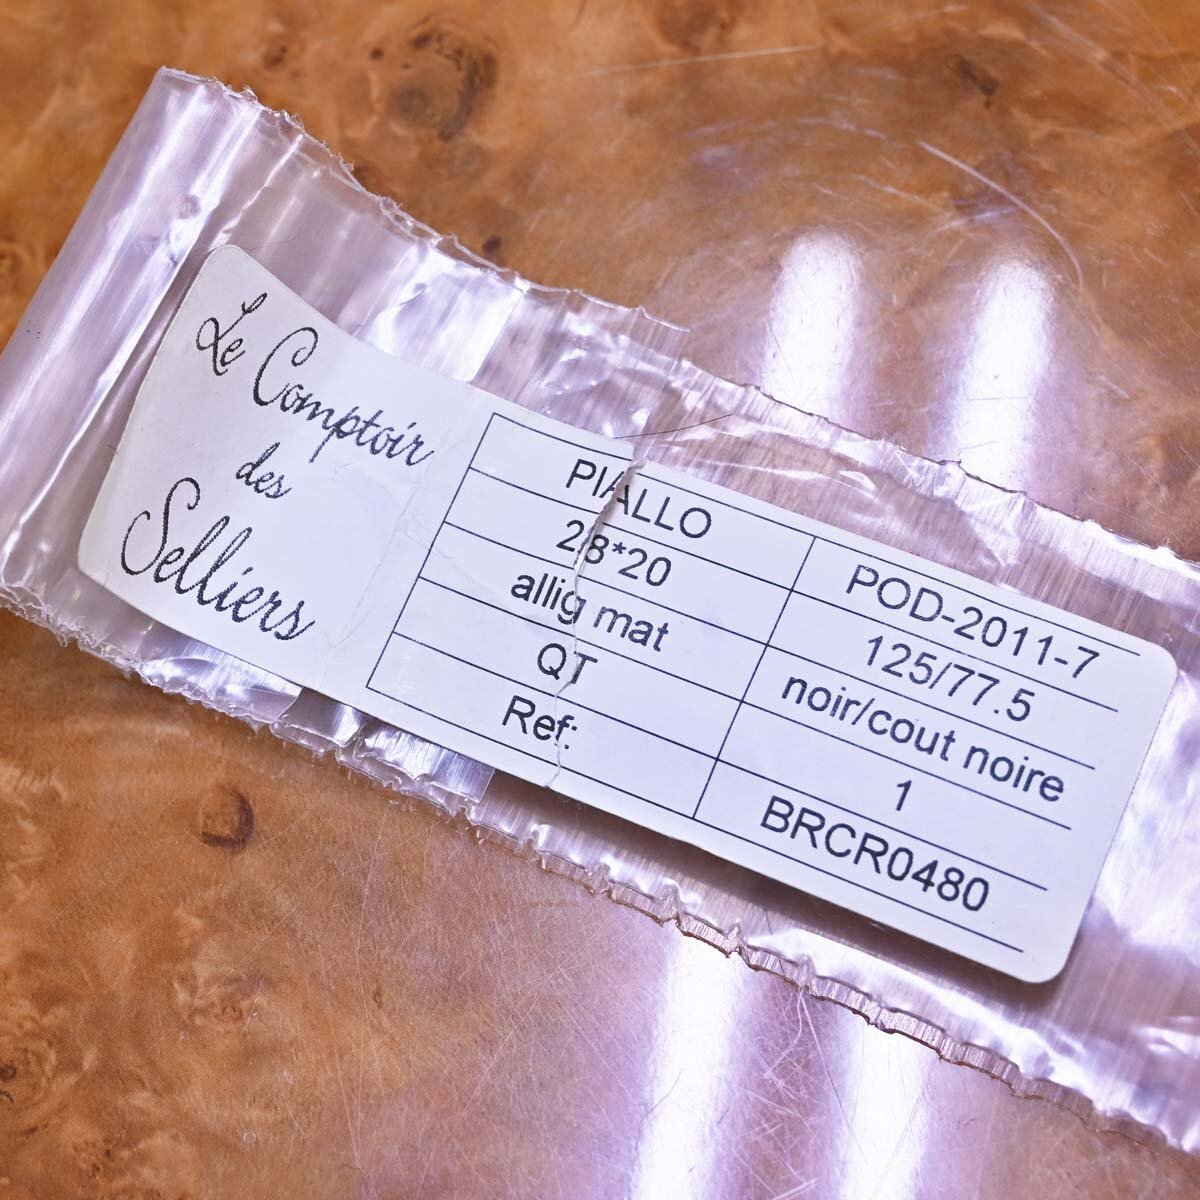 Le Comptoir
des
Selliers
PIALLO POD-2011-7
28*20 125/77.5
allig mat noir/cout noire
QT 1
Ref: BRCR0480